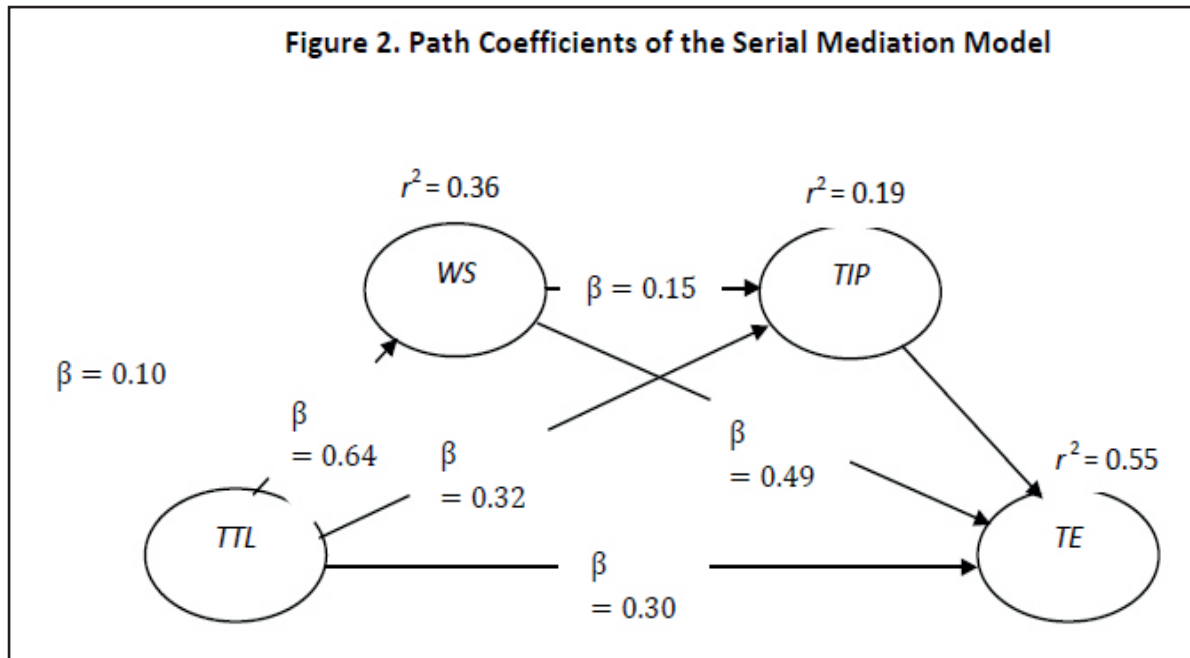 Figure 2. Path Coefficients of the Serial Mediation Model
r² = 0.36
r² = 0.19
WS
TIP
β = 0.15
β = 0.10
β
= 0.64
β
= 0.32
β
= 0.49
r² = 0.55
TTL
TE
β
= 0.30